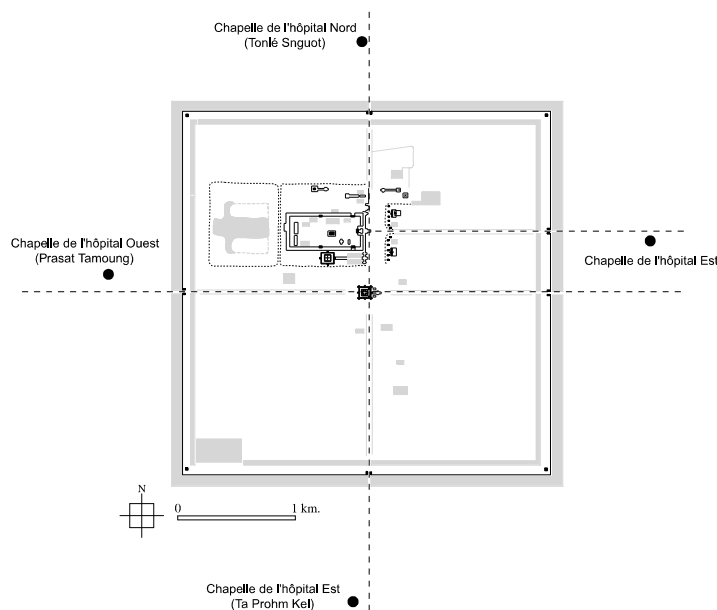 Chapelle de l'hôpital Nord
(Tonlé Snguot)
Chapelle de l'hôpital Ouest
(Prasat Tamoung)
Chapelle de l'hôpital Est
N
0 1 km.
Chapelle de l'hôpital Est
(Ta Prohm Kel)